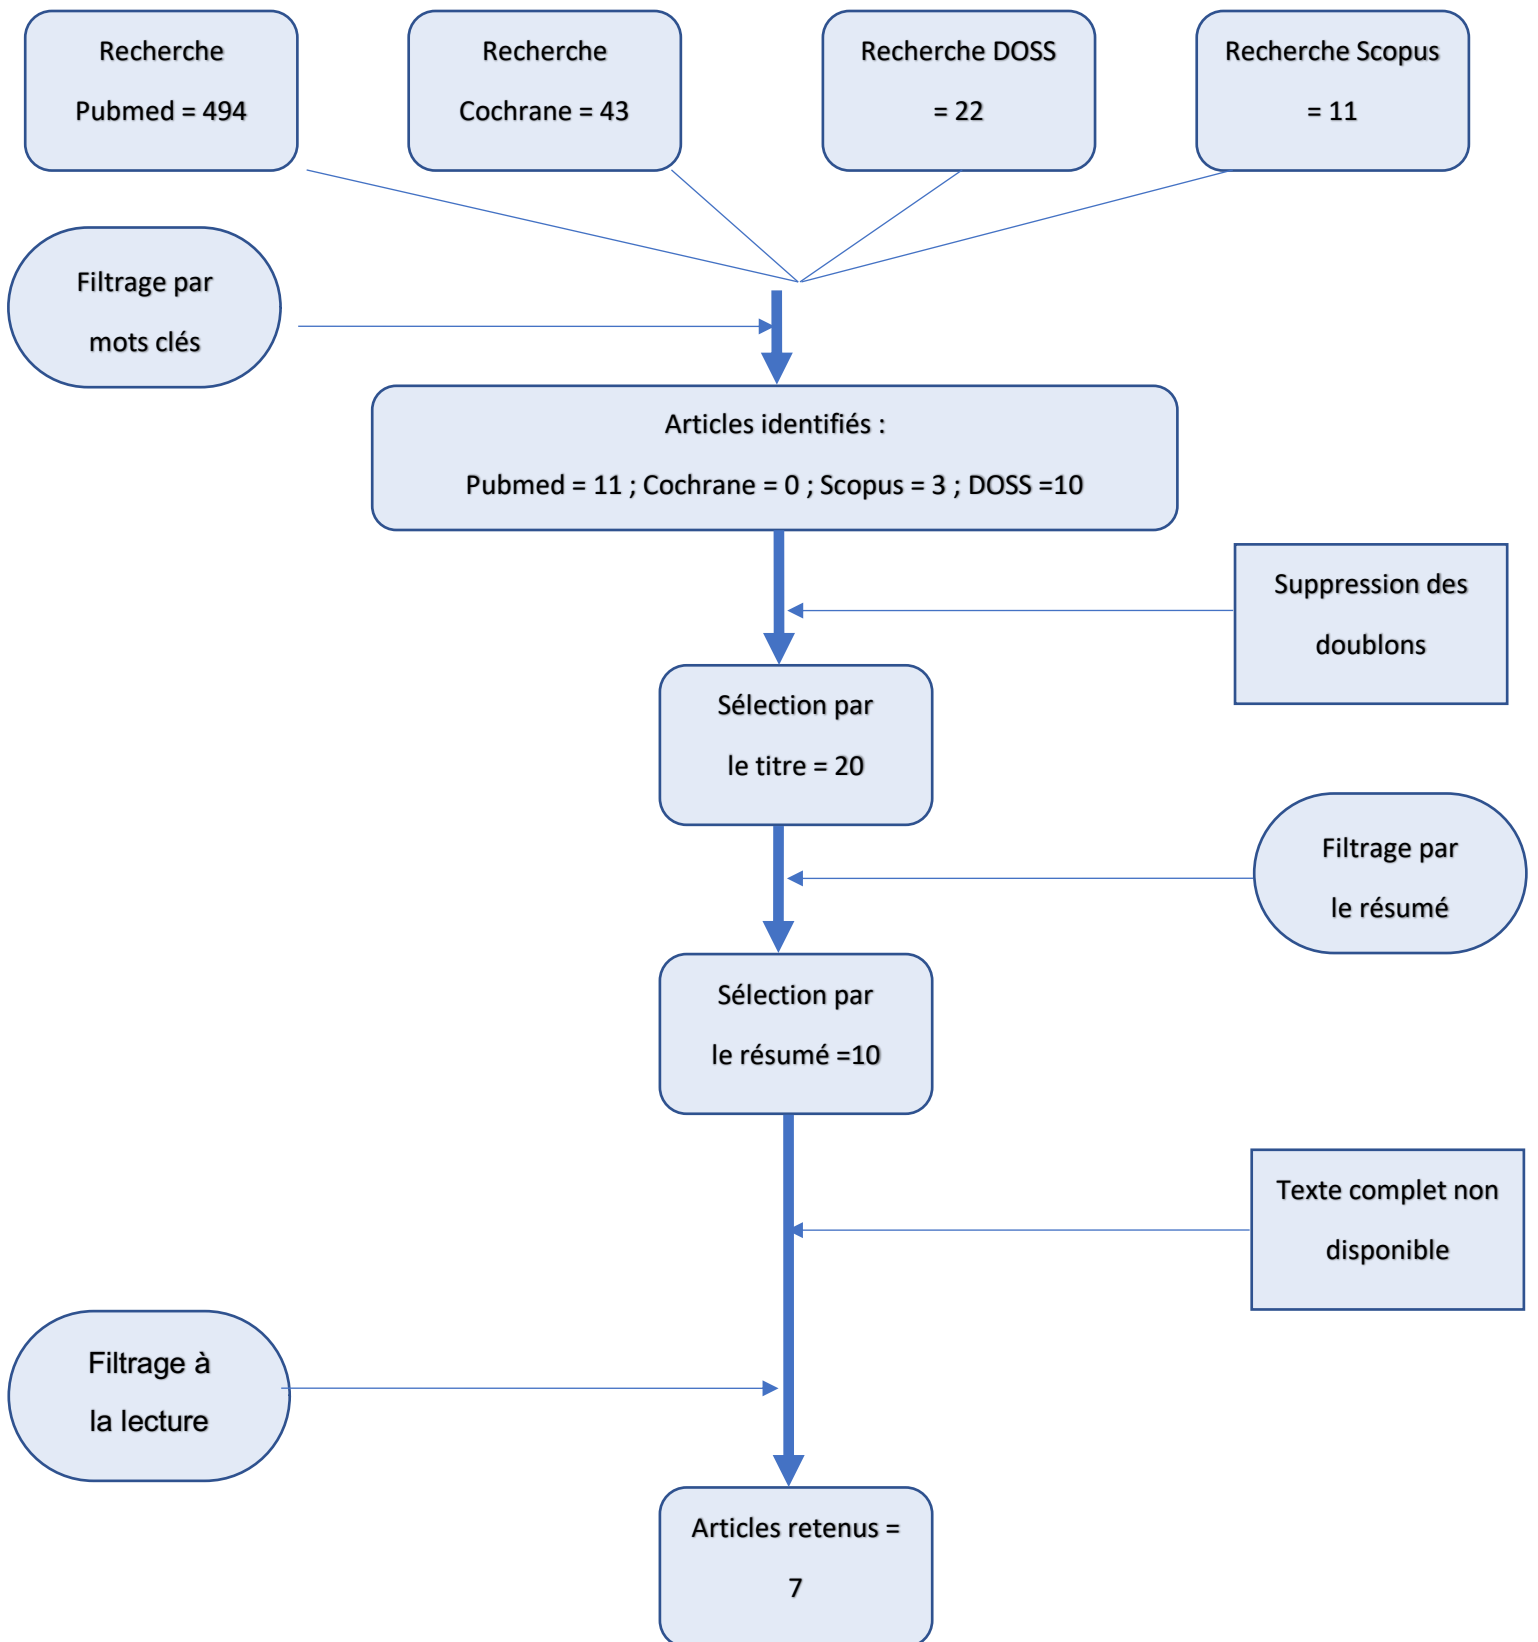 Recherche
Pubmed = 494
Recherche
Cochrane = 43
Recherche DOSS
= 22
Recherche Scopus
= 11
Filtrage par
mots clés
Articles identifiés :
Pubmed = 11 ; Cochrane = 0 ; Scopus = 3 ; DOSS =10
Suppression des
doublons
Sélection par
le titre = 20
Filtrage par
le résumé
Sélection par
le résumé =10
Texte complet non
disponible
Filtrage à
la lecture
Articles retenus =
7